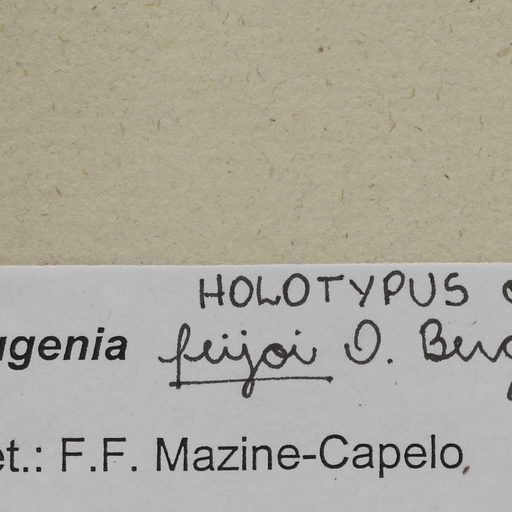 HOLOTYPUS
ugenia feijoi O. Berg
et.: F.F. Mazine-Capelo,